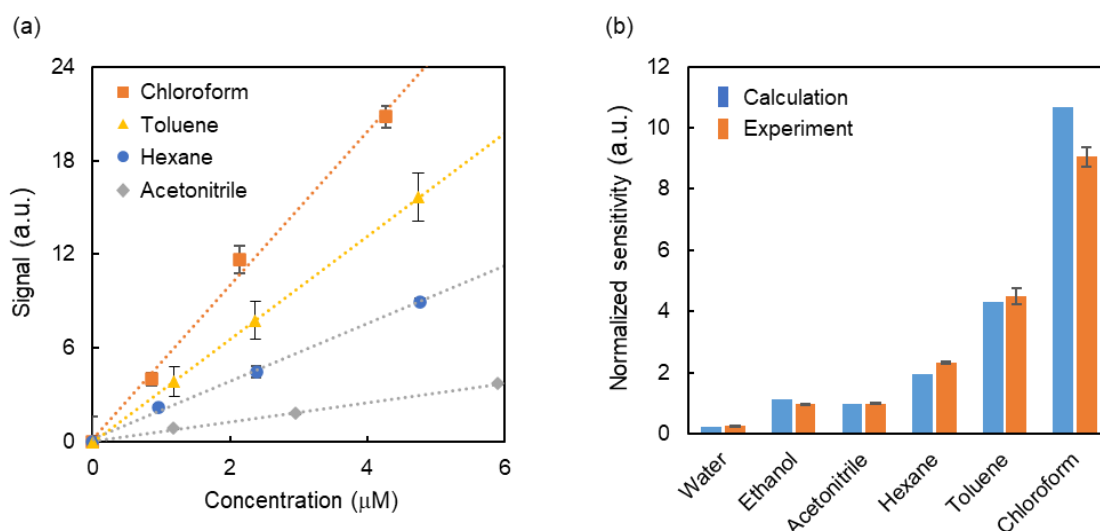 (a)
24
18
12
6
0
Signal (a.u.)
Chloroform
Toluene
Hexane
Acetonitrile
0
2
4
6
Concentration (μM)
(b)
12
10
8
6
4
2
0
Normalized sensitivity (a.u.)
Calculation
Experiment
Water
Ethanol
Acetonitrile
Hexane
Toluene
Chloroform